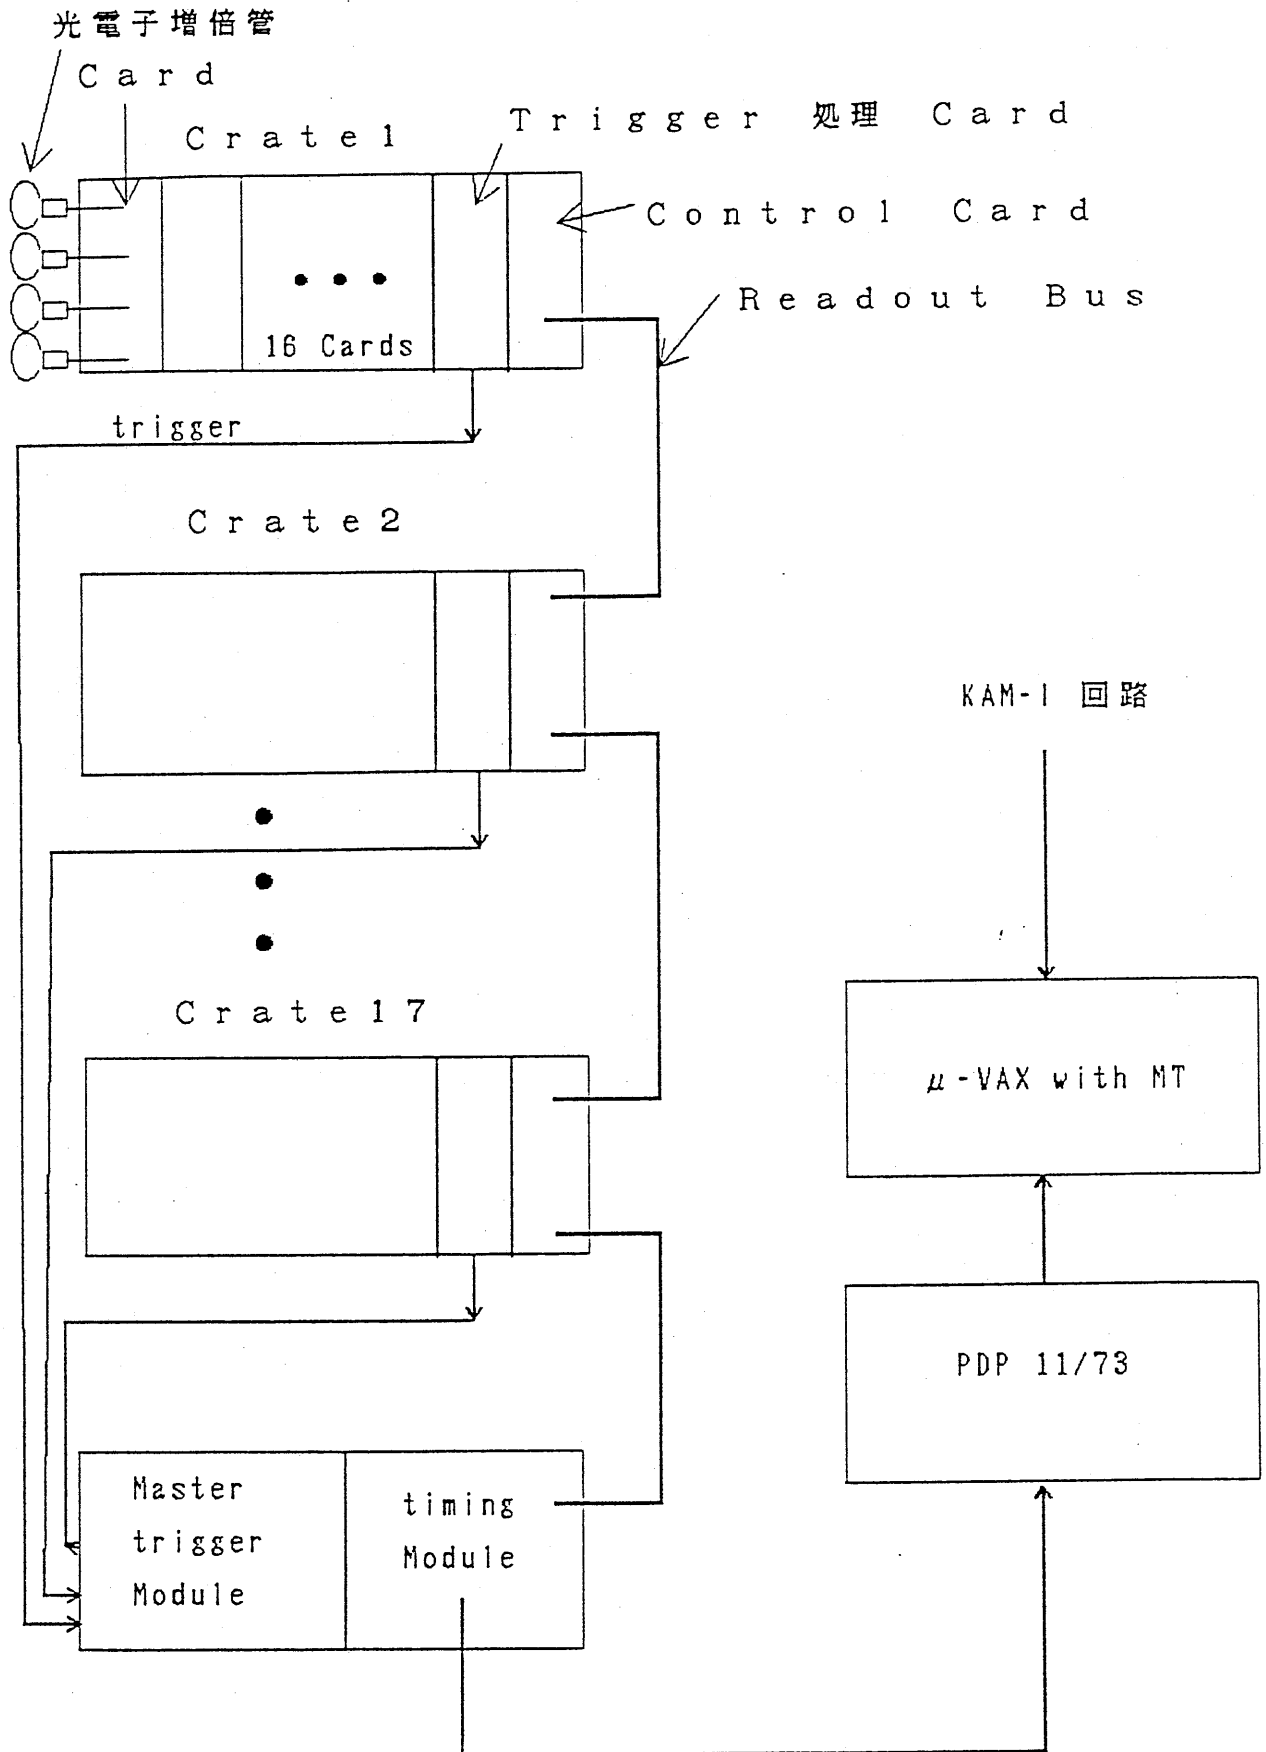 光電子増倍管
Card
Crate1
Trigger 処理 Card
Control Card
Readout Bus
16 Cards
trigger
Crate2
KAM-I 回路
Crate17
μ-VAX with MT
PDP 11/73
Master
trigger
Module
timing
Module